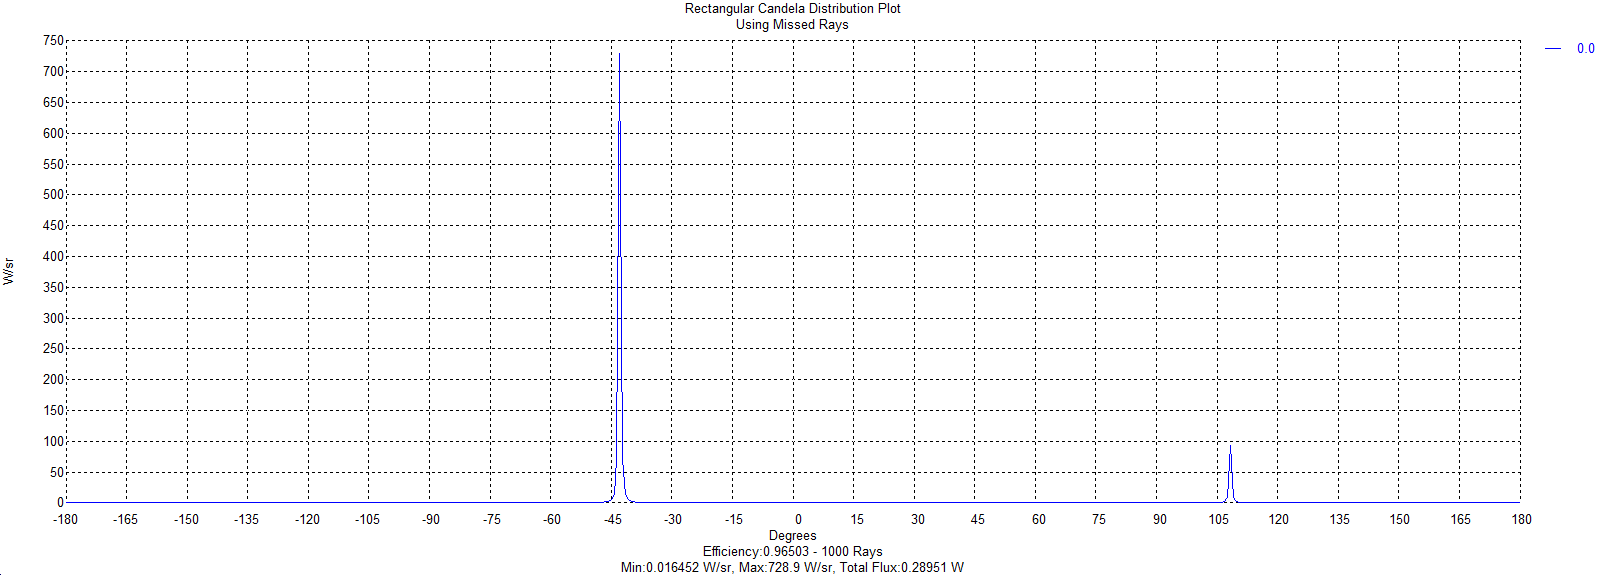 Rectangular Candela Distribution Plot
Using Missed Rays
0.0
750
700
650
600
550
500
450
400
350
300
250
200
150
100
50
0
W/sr
-180 -165 -150 -135 -120 -105 -90 -75 -60 -45 -30 -15 0 15 30 45 60 75 90 105 120 135 150 165 180
Degrees
Efficiency:0.96503 - 1000 Rays
Min:0.016452 W/sr, Max:728.9 W/sr, Total Flux:0.28951 W